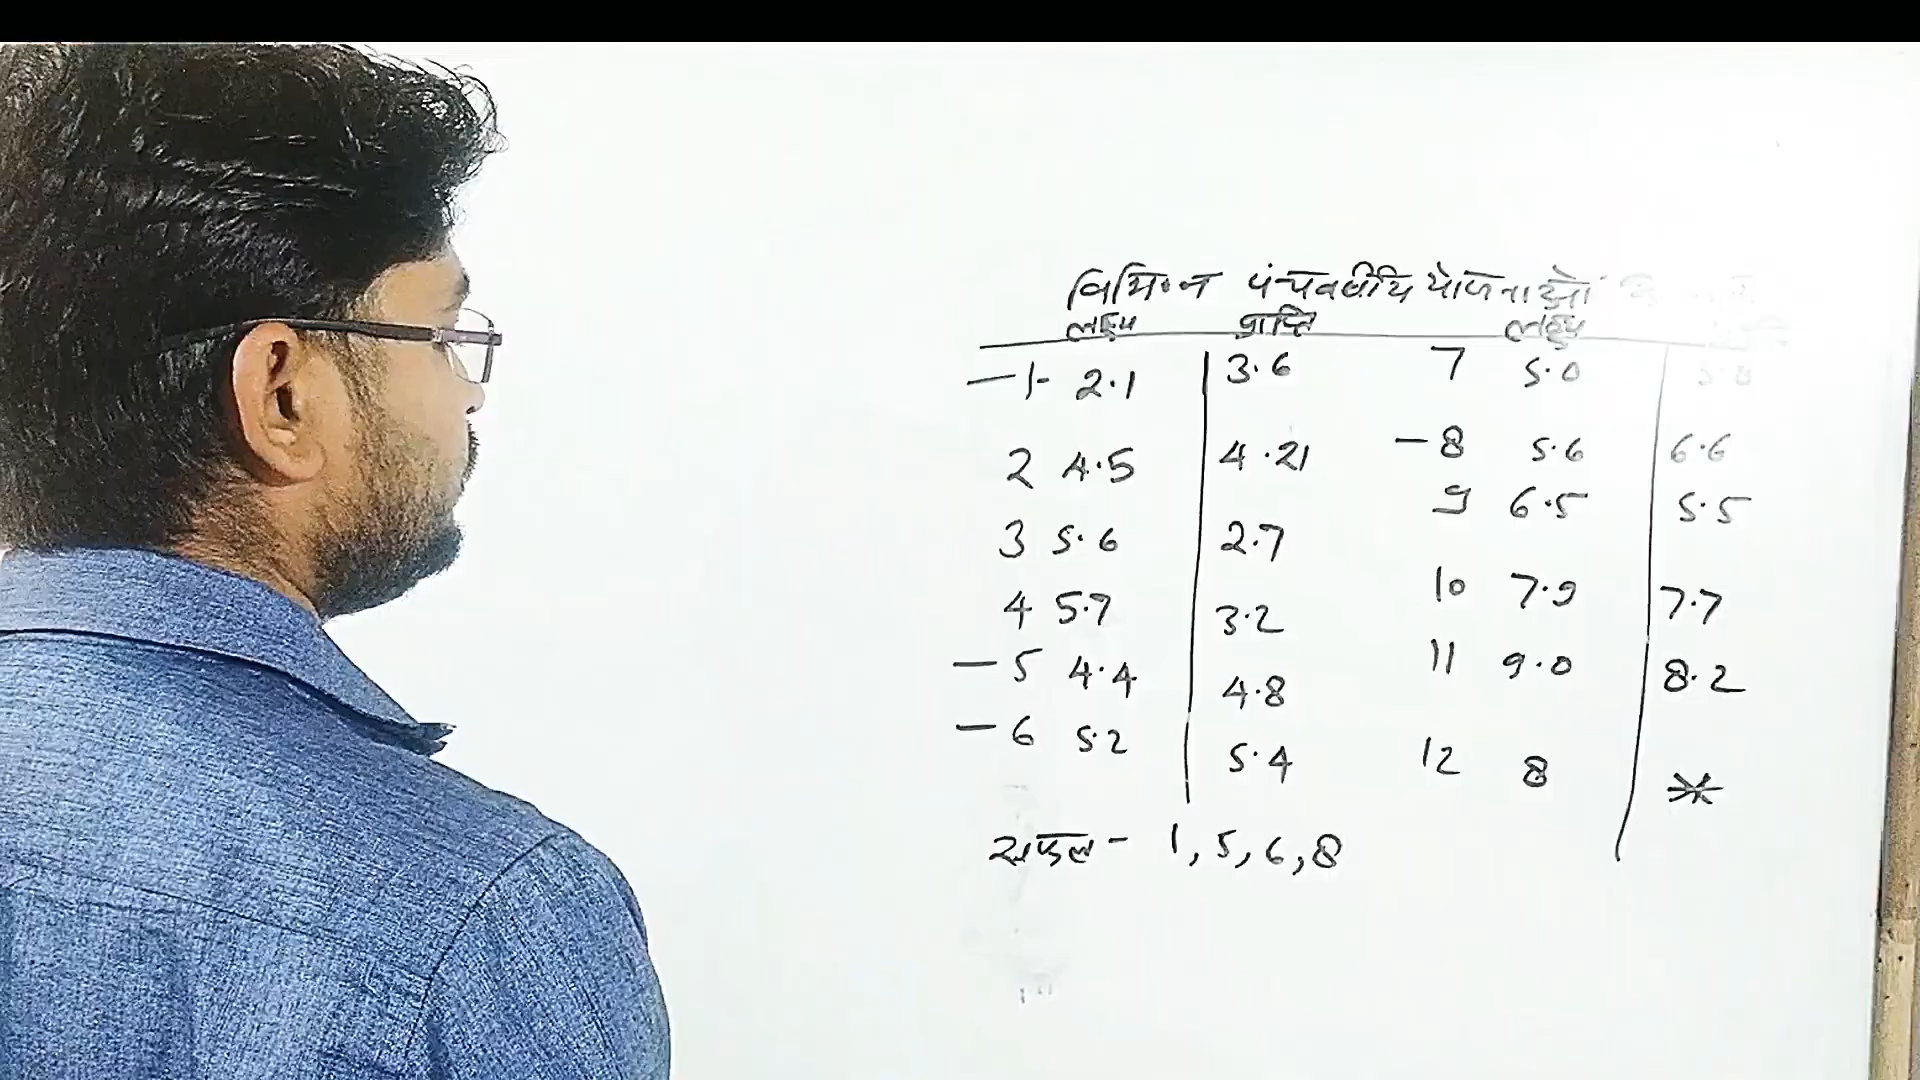 विभिन्न पंचवर्षीय योजनाओं
लक्ष्य प्राप्ति लक्ष्य
– 1- 2.1 3.6 7 5.0
2 4.5 4.21 – 8 5.6 6.6
9 6.5 5.5
3 5.6 2.7
10 7.9 7.7
4 5.7 3.2
11 9.0 8.2
– 5 4.4 4.8
– 6 5.2 5.4 12 8 *
सफल – 1, 5, 6, 8